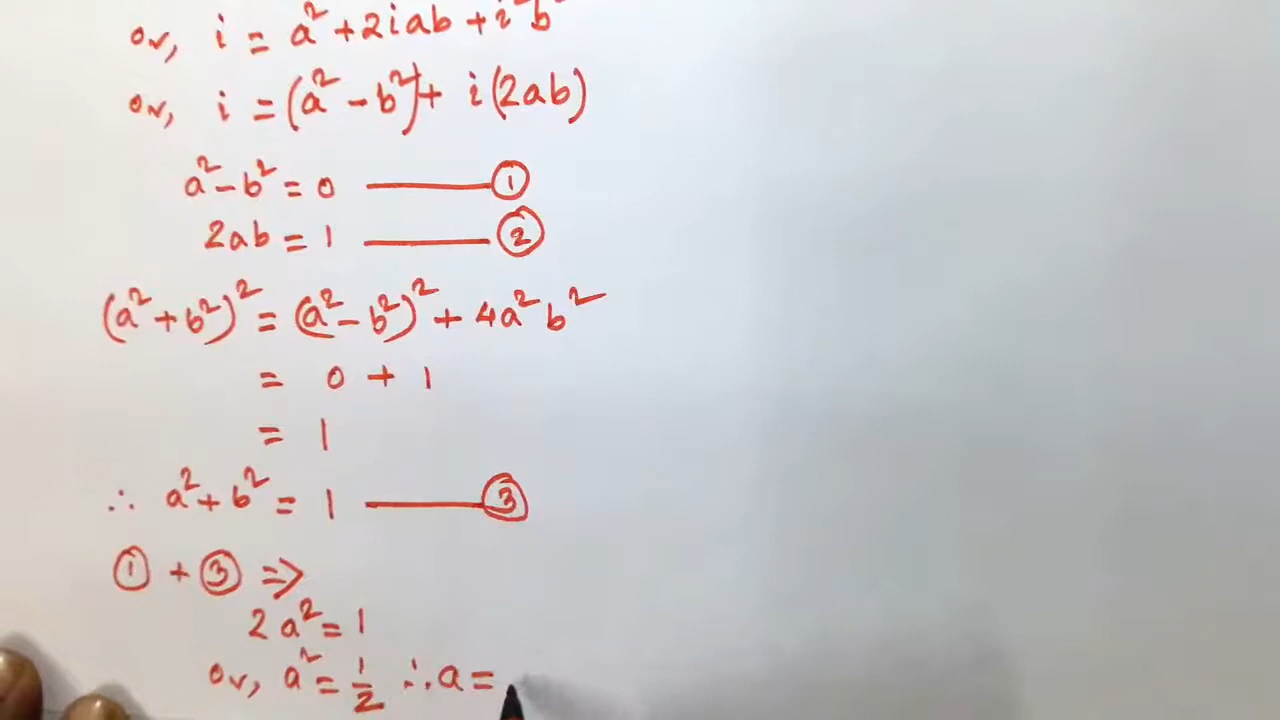 or, i = a² + 2iab + i²b²
or, i = (a² - b²) + i(2ab)
a² - b² = 0 ——— ①
2ab = 1 ——— ②
(a² + b²)² = (a² - b²)² + 4a²b²
= 0 + 1
= 1
∴ a² + b² = 1 ——— ③
① + ③ ⇒
2a² = 1
or, a² = 1/2 ∴ a =